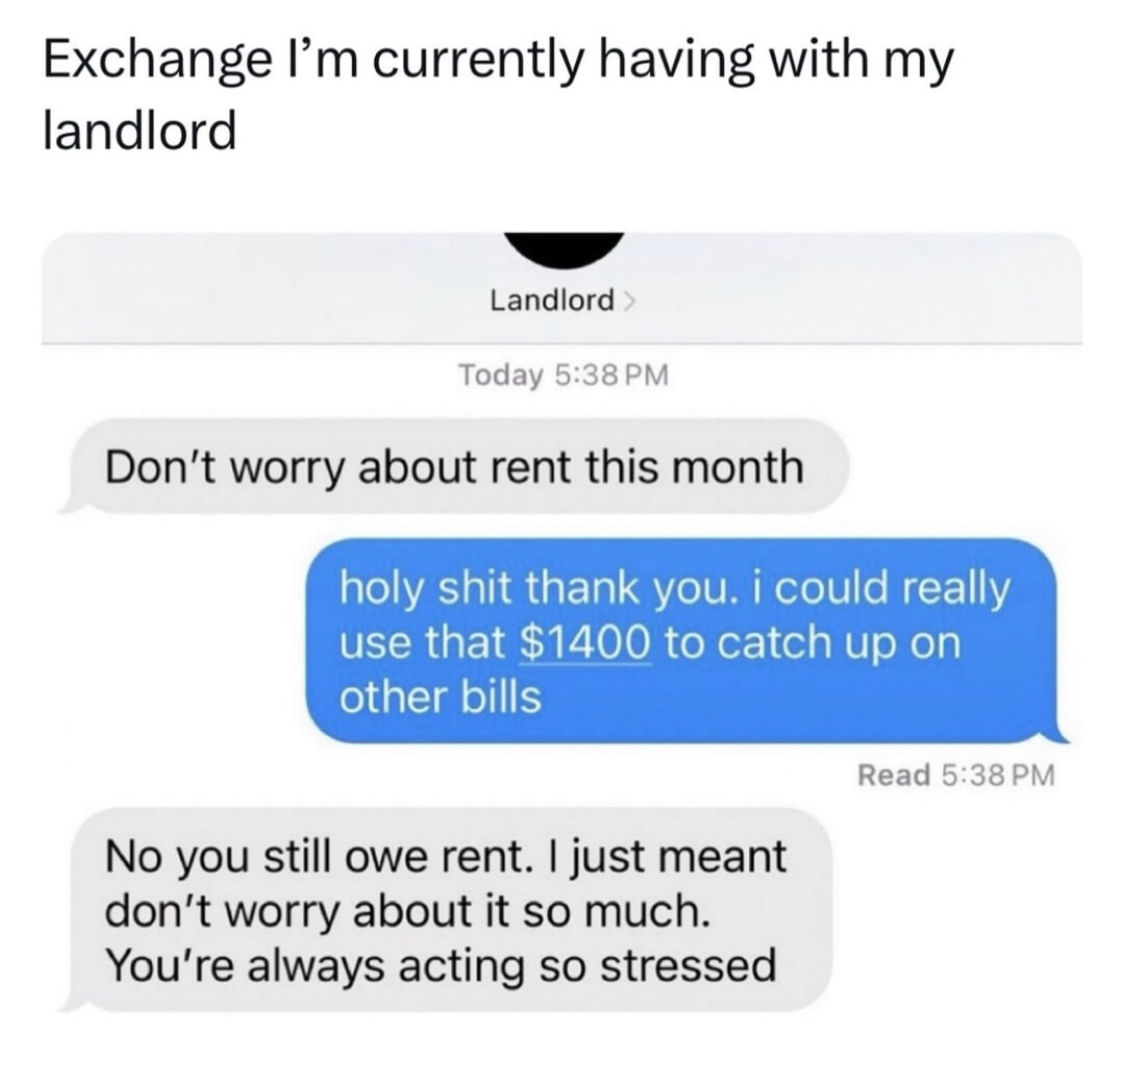 Exchange I’m currently having with my
landlord
Landlord >
Today 5:38 PM
Don't worry about rent this month
holy shit thank you. i could really
use that $1400 to catch up on
other bills
Read 5:38 PM
No you still owe rent. I just meant
don't worry about it so much.
You're always acting so stressed